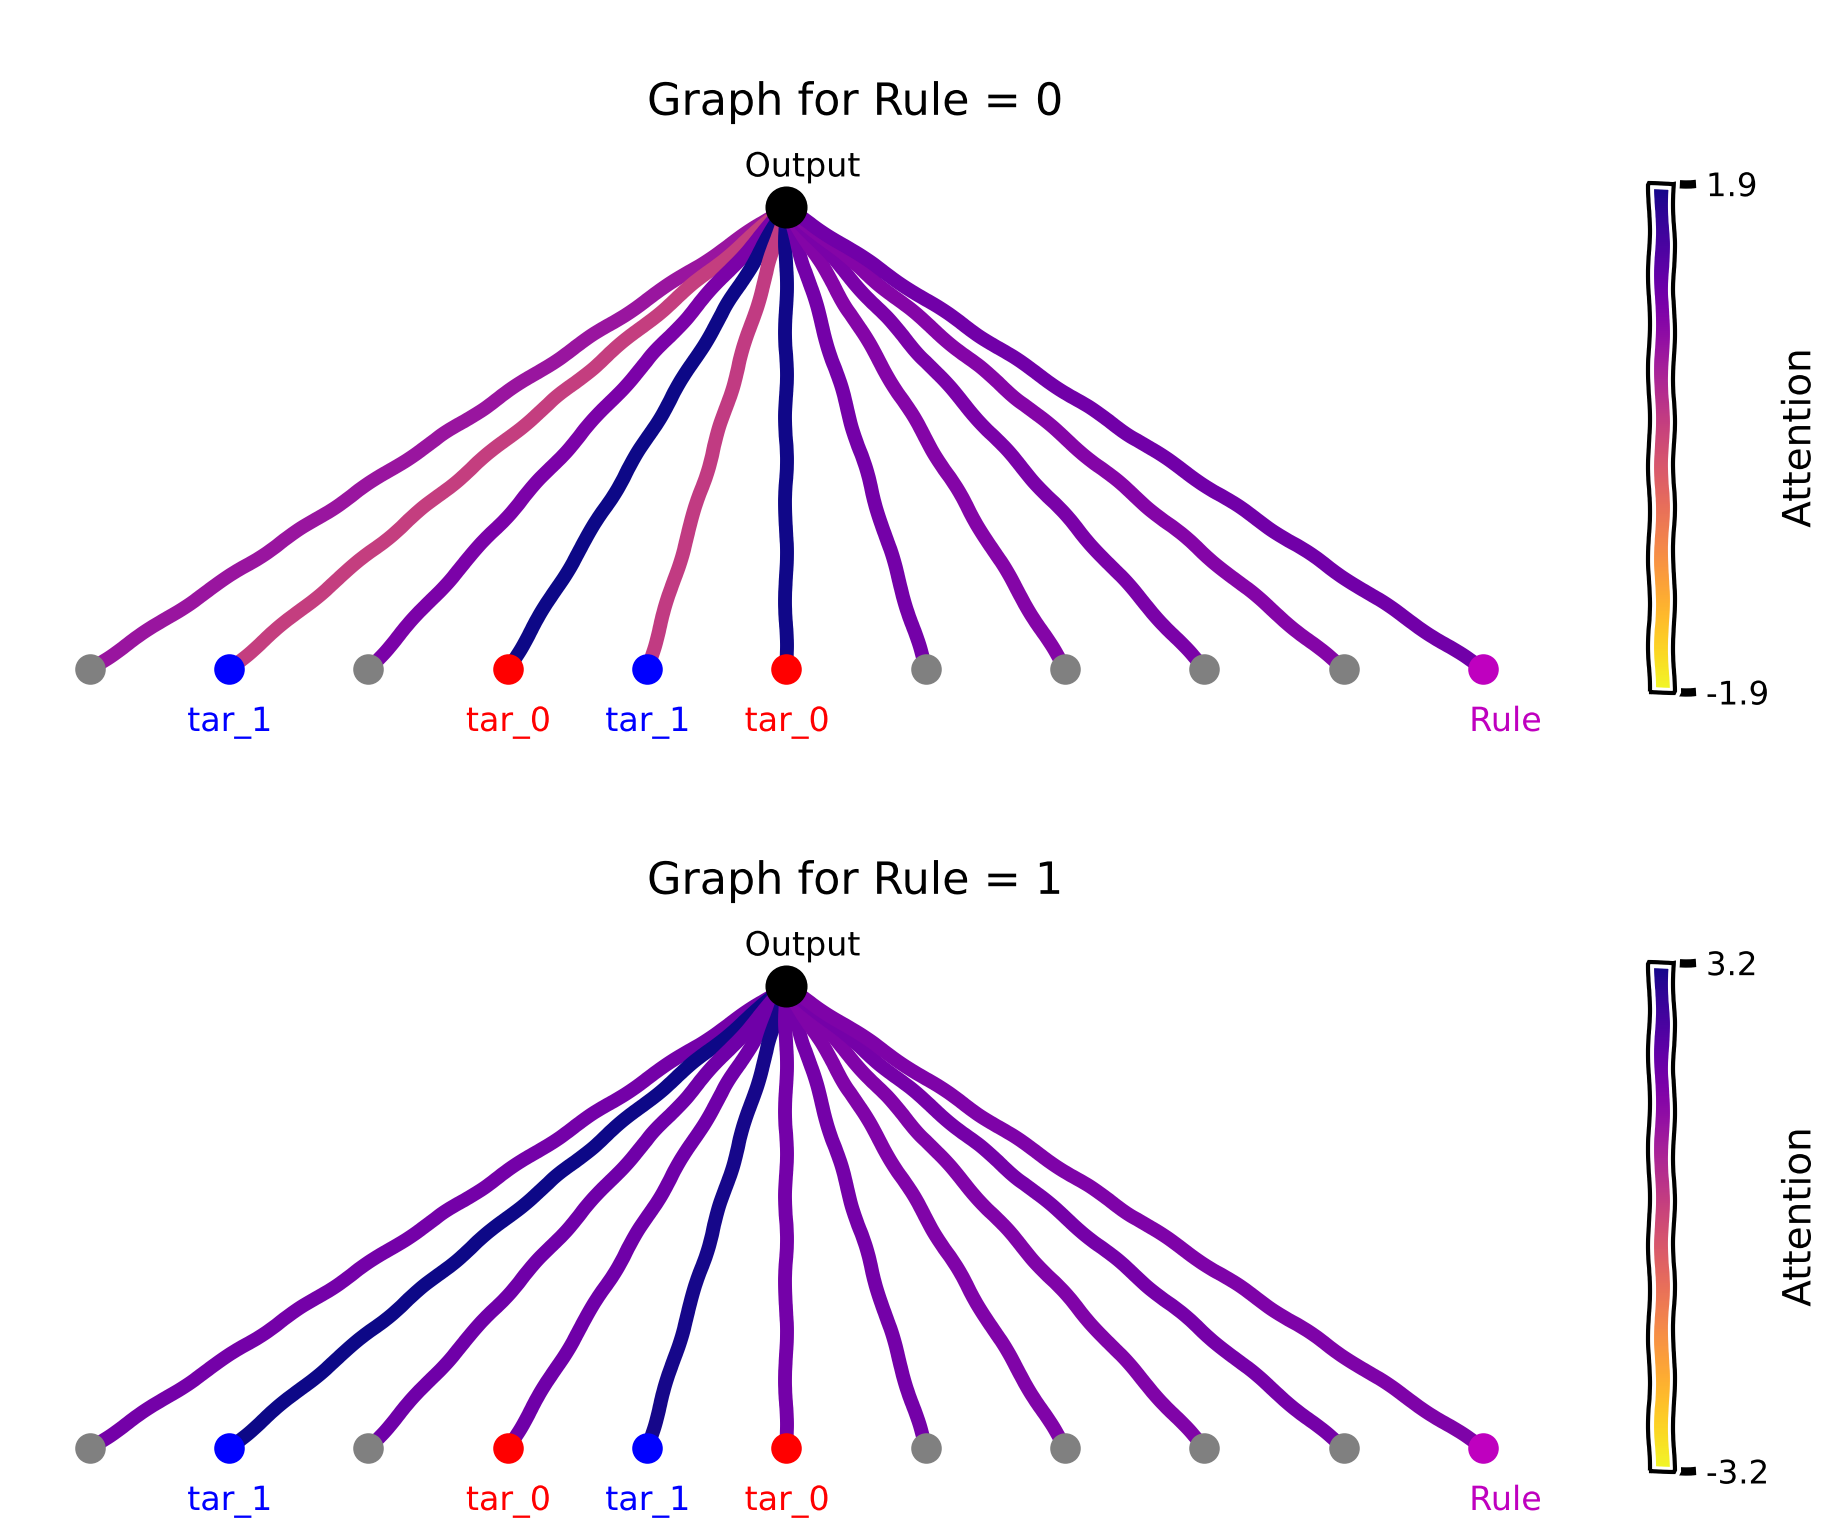 Graph for Rule = 0
Output
1.9
Attention
-1.9
tar_1
tar_0
tar_1
tar_0
Rule
Graph for Rule = 1
Output
3.2
Attention
-3.2
tar_1
tar_0
tar_1
tar_0
Rule